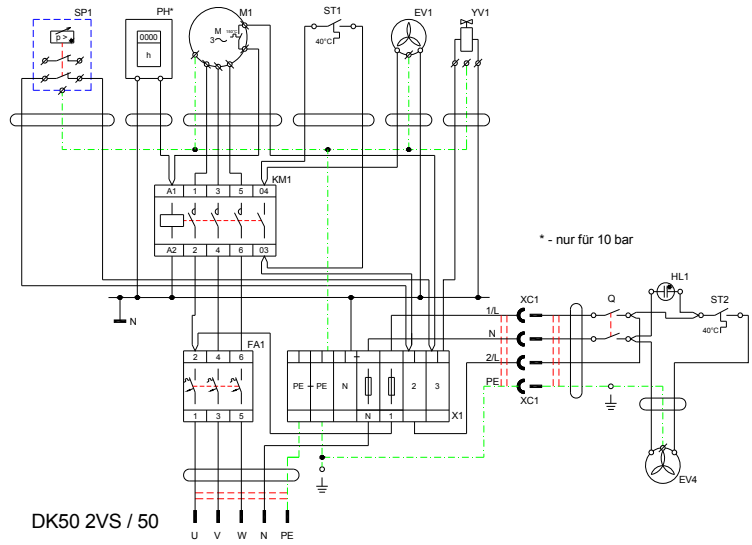 SP1 PH* M1 ST1 EV1 YV1
p >
0000
h
M
3~
160°C
40°C
KM1
A1 1 3 5 04
A2 2 4 6 03
* - nur für 10 bar
HL1
XC1 Q ST2
1/L
N
40°C
N
2/L
PE
XC1
FA1
2 4 6
PE PE N 2 3
N 1
X1
1 3 5
EV4
DK50 2VS / 50
U V W N PE